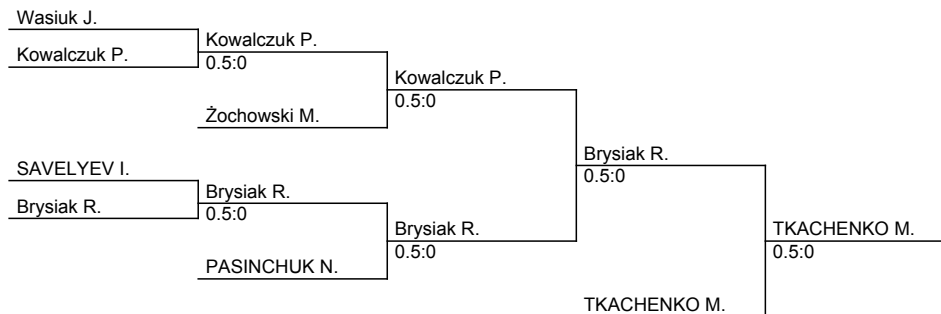 Wasiuk J.
Kowalczuk P.
Kowalczuk P.
0.5:0
Kowalczuk P.
0.5:0
Żochowski M.
Brysiak R.
0.5:0
SAVELYEV I.
Brysiak R.
Brysiak R.
0.5:0
Brysiak R.
0.5:0
TKACHENKO M.
0.5:0
PASINCHUK N.
TKACHENKO M.